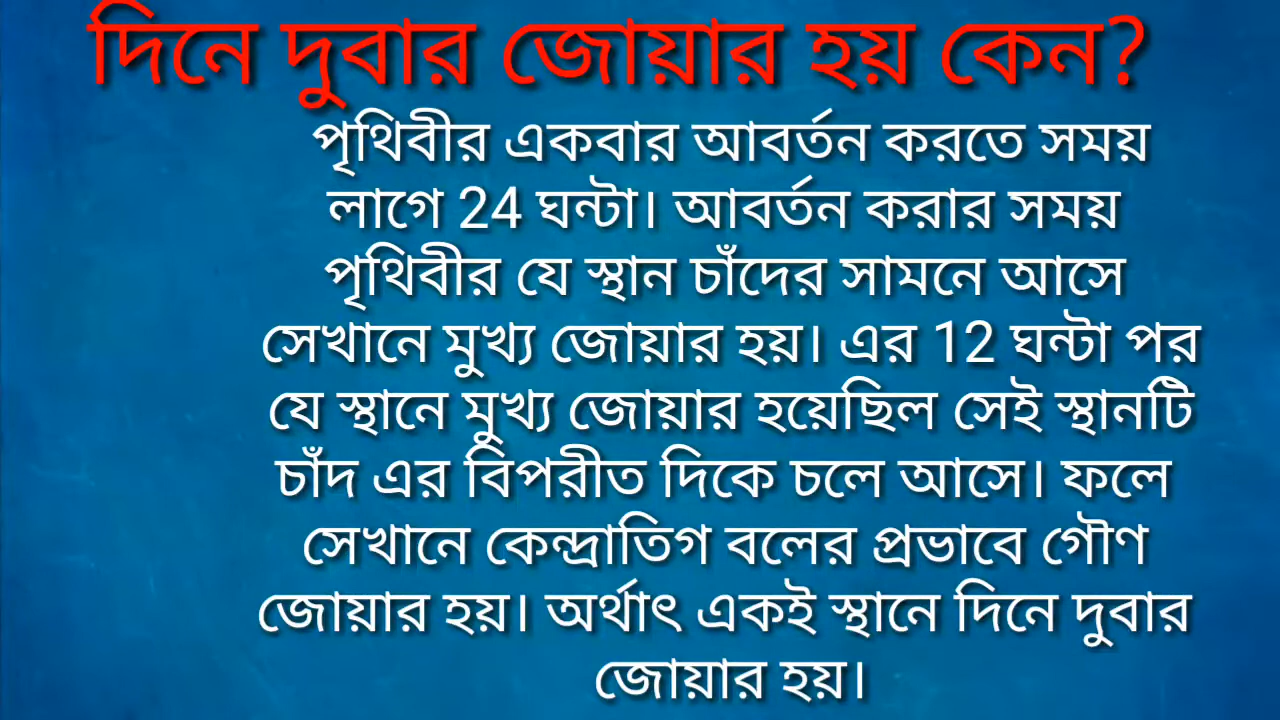 দিনে দুবার জোয়ার হয় কেন?
পৃথিবীর একবার আবর্তন করতে সময়
লাগে 24 ঘন্টা। আবর্তন করার সময়
পৃথিবীর যে স্থান চাঁদের সামনে আসে
সেখানে মুখ্য জোয়ার হয়। এর 12 ঘন্টা পর
যে স্থানে মুখ্য জোয়ার হয়েছিল সেই স্থানটি
চাঁদ এর বিপরীত দিকে চলে আসে। ফলে
সেখানে কেন্দ্রাতিগ বলের প্রভাবে গৌণ
জোয়ার হয়। অর্থাৎ একই স্থানে দিনে দুবার
জোয়ার হয়।